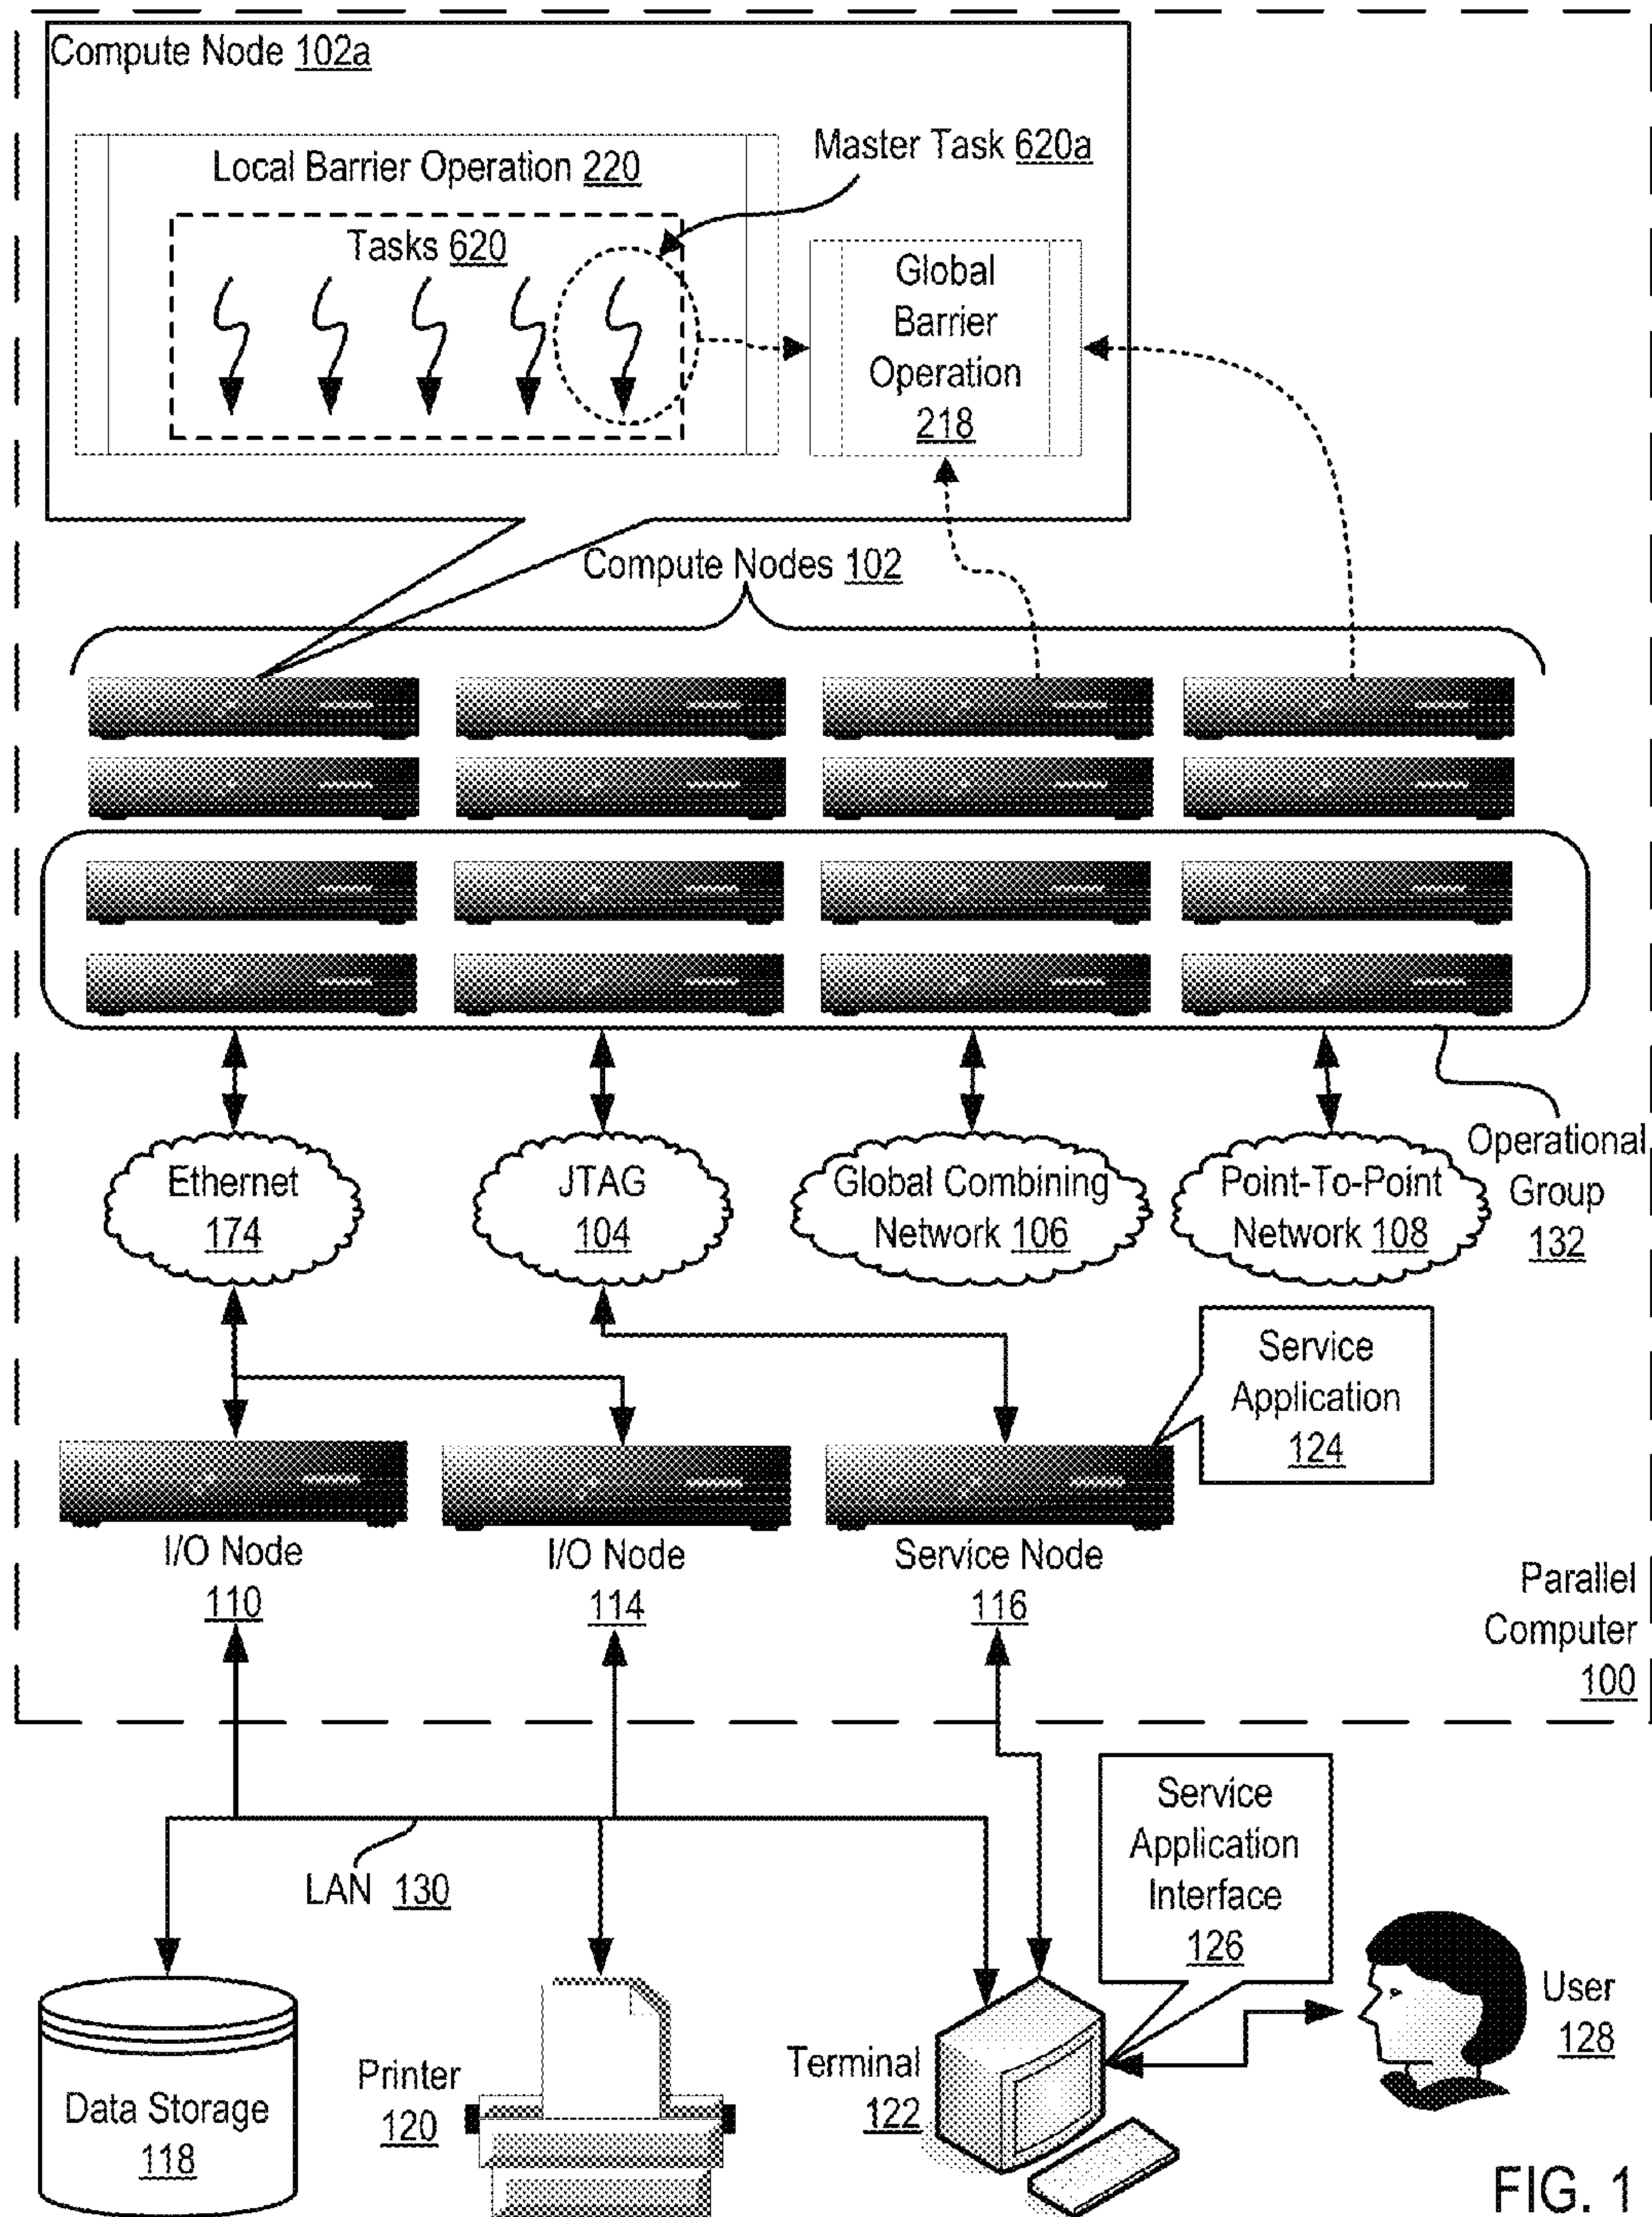 Compute Node 102a
Local Barrier Operation 220
Master Task 620a
Tasks 620
Global
Barrier
Operation
218
Compute Nodes 102
Ethernet
174
JTAG
104
Global Combining
Network 106
Point-To-Point
Network 108
Operational
Group
132
Service
Application
124
I/O Node
110
I/O Node
114
Service Node
116
Parallel
Computer
100
LAN 130
Service
Application
Interface
126
Data Storage
118
Printer
120
Terminal
122
User
128
FIG. 1